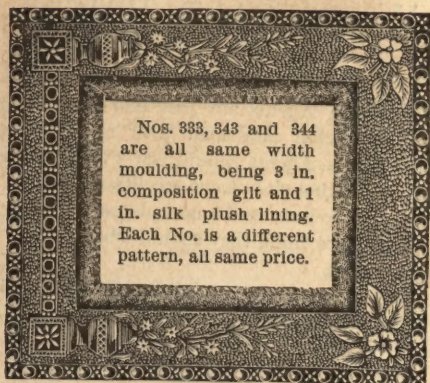 Nos. 333, 343 and 344
are all same width
moulding, being 3 in.
composition gilt and 1
in. silk plush lining.
Each No. is a different
pattern, all same price.